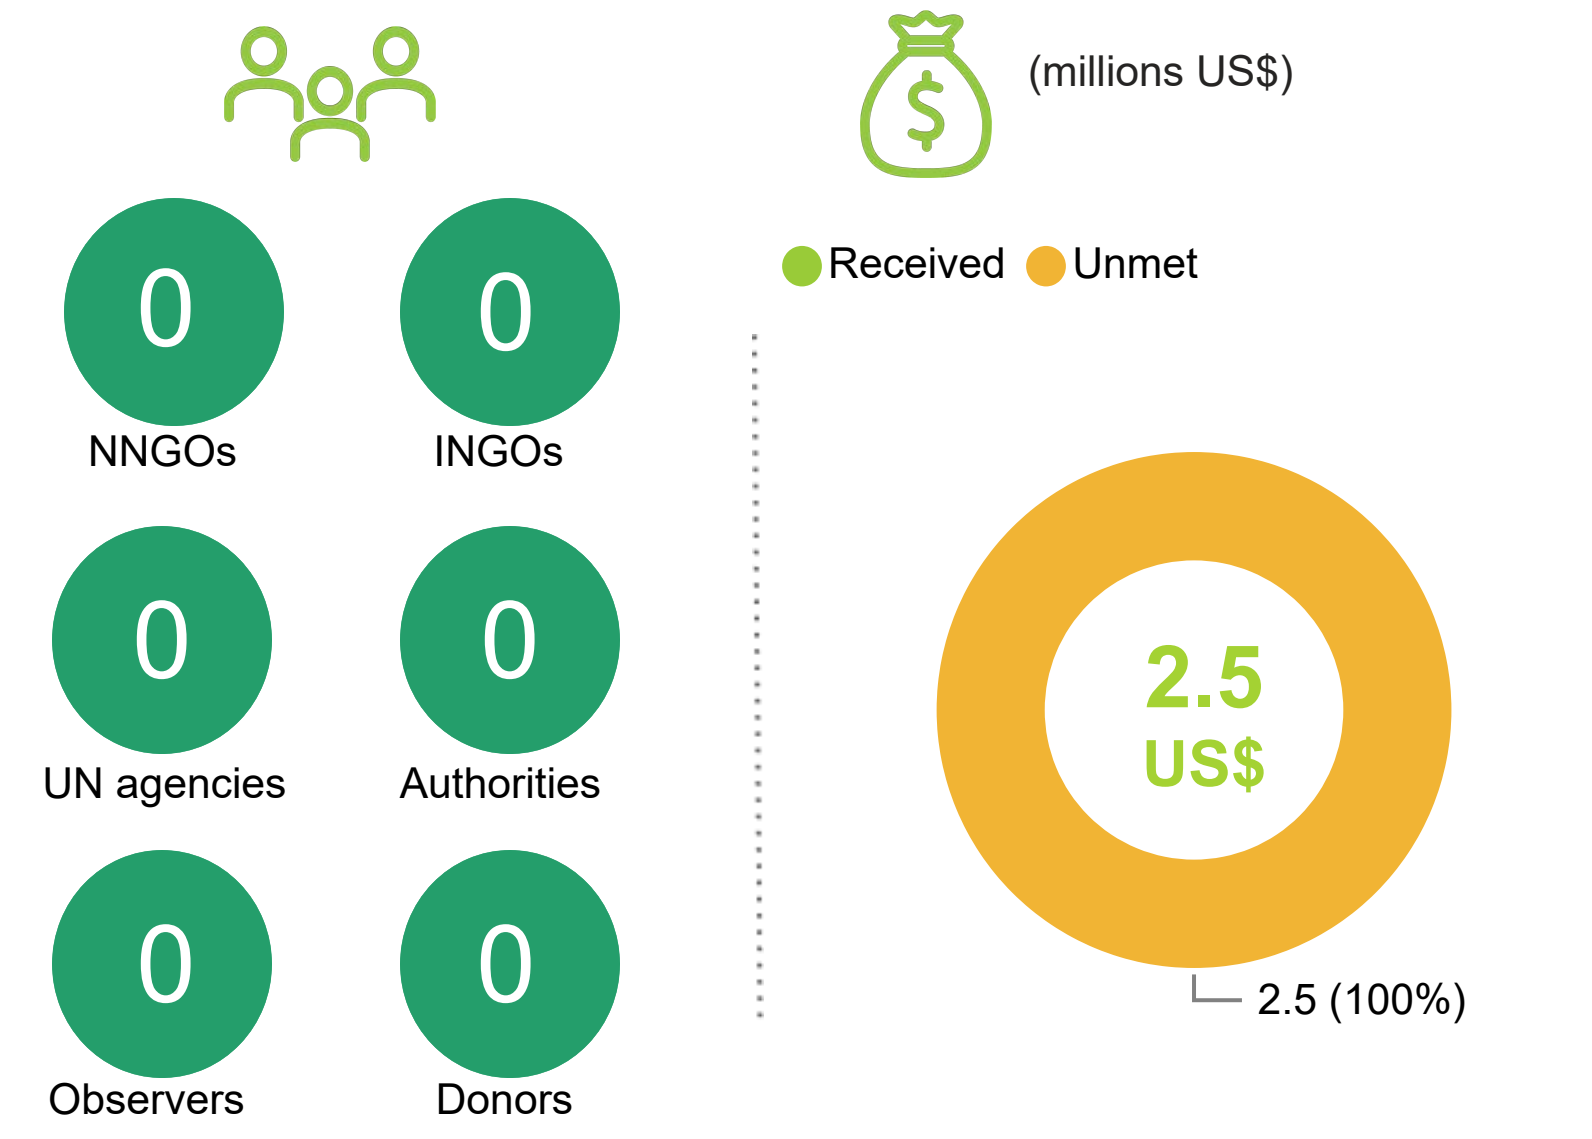 $
(millions US$)
Received
Unmet
0
0
NNGOs
INGOs
0
0
UN agencies
Authorities
0
0
Observers
Donors
2.5
US$
2.5 (100%)